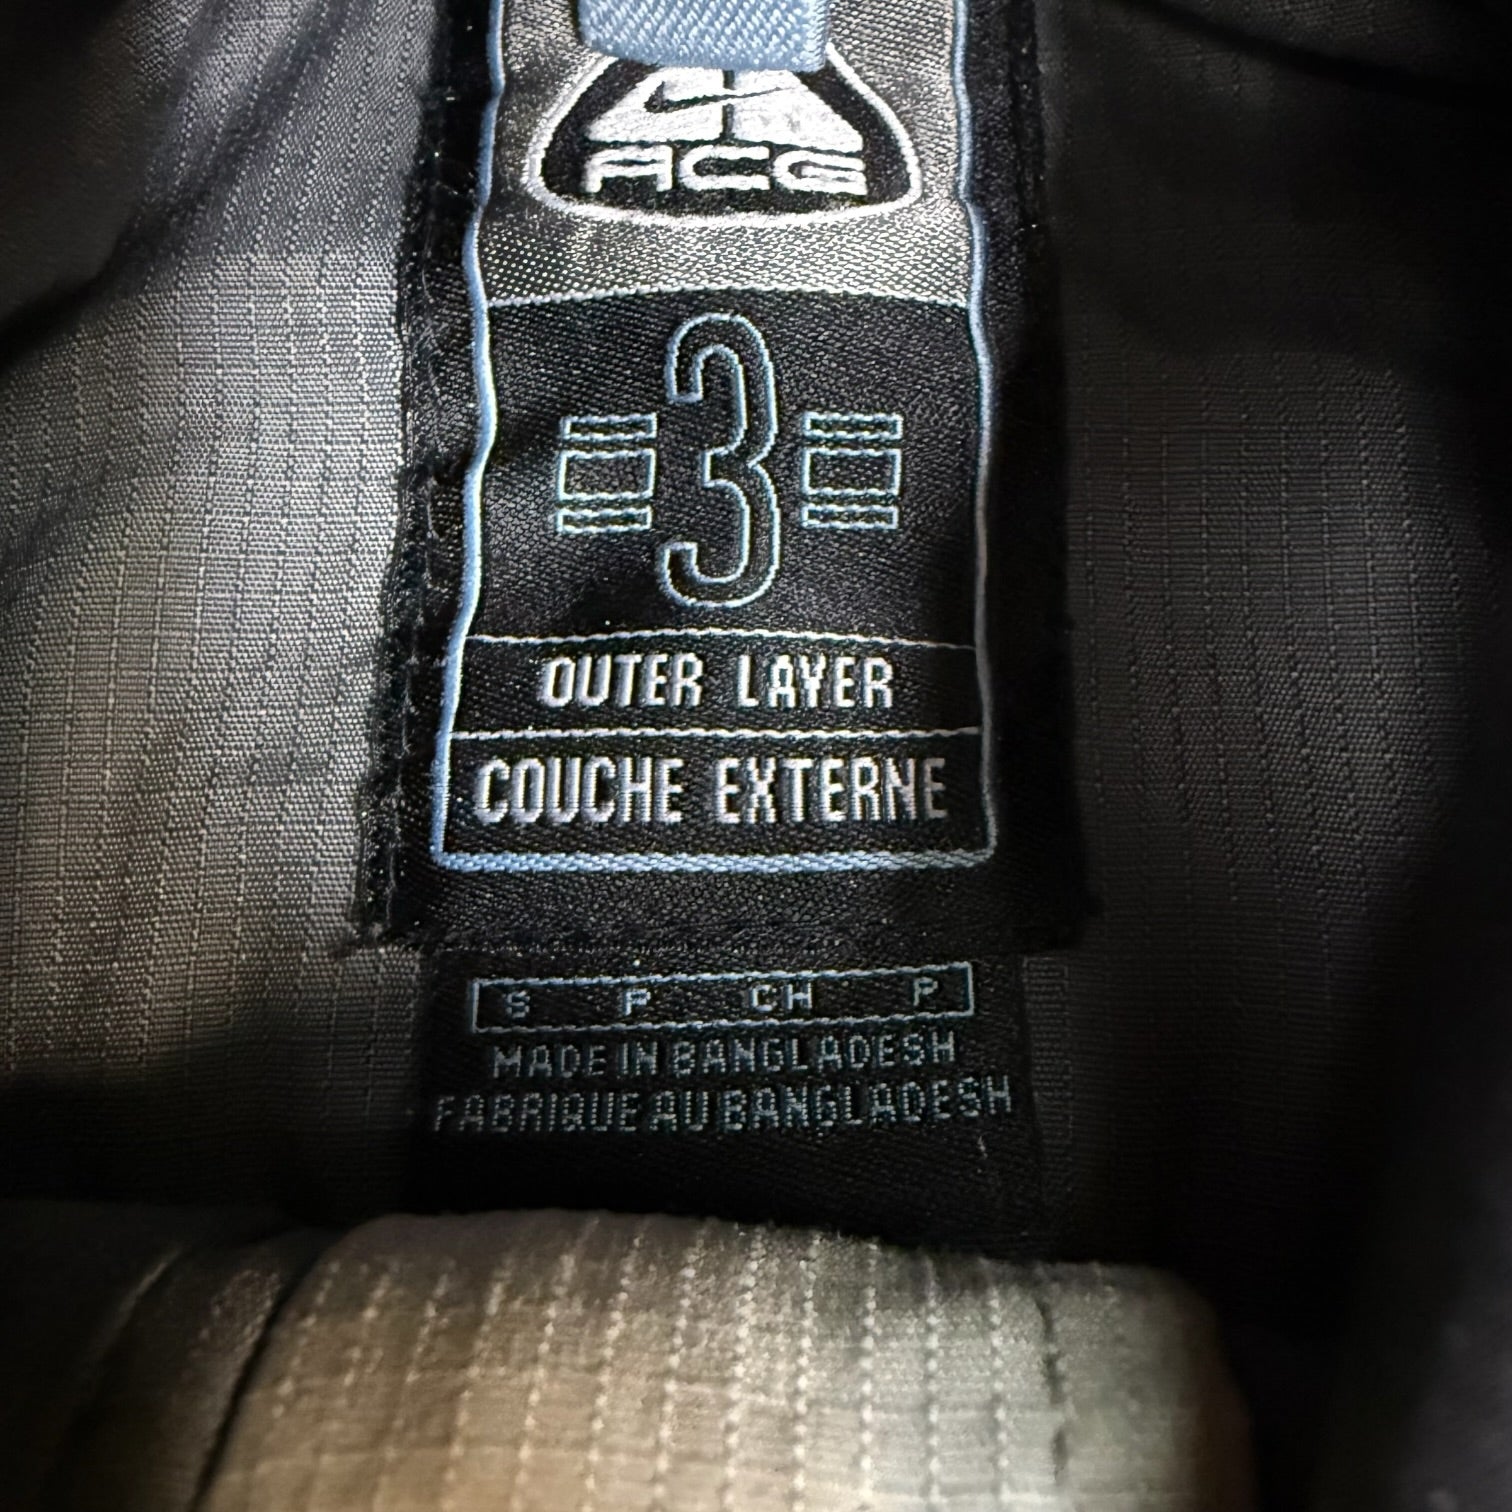 ACG
3
OUTER LAYER
COUCHE EXTERNE
S P CH P
MADE IN BANGLADESH
FABRIQUE AU BANGLADESH